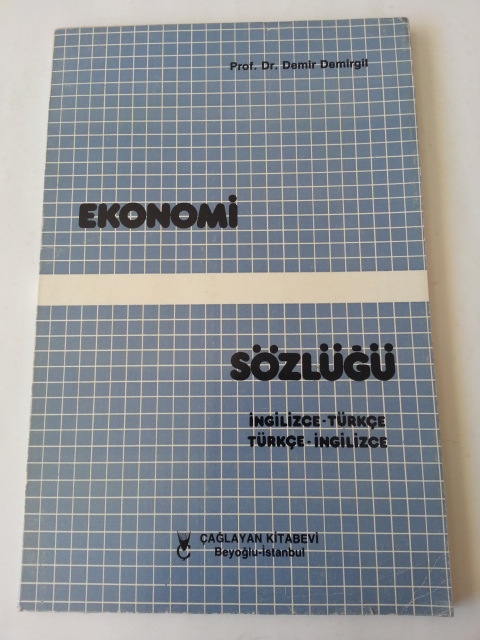 Prof. Dr. Demir Demirgil
EKONOMİ
SÖZLÜĞÜ
İNGİLİZCE-TÜRKÇE
TÜRKÇE-İNGİLİZCE
ÇAĞLAYAN KİTABEVİ
Beyoğlu-İstanbul